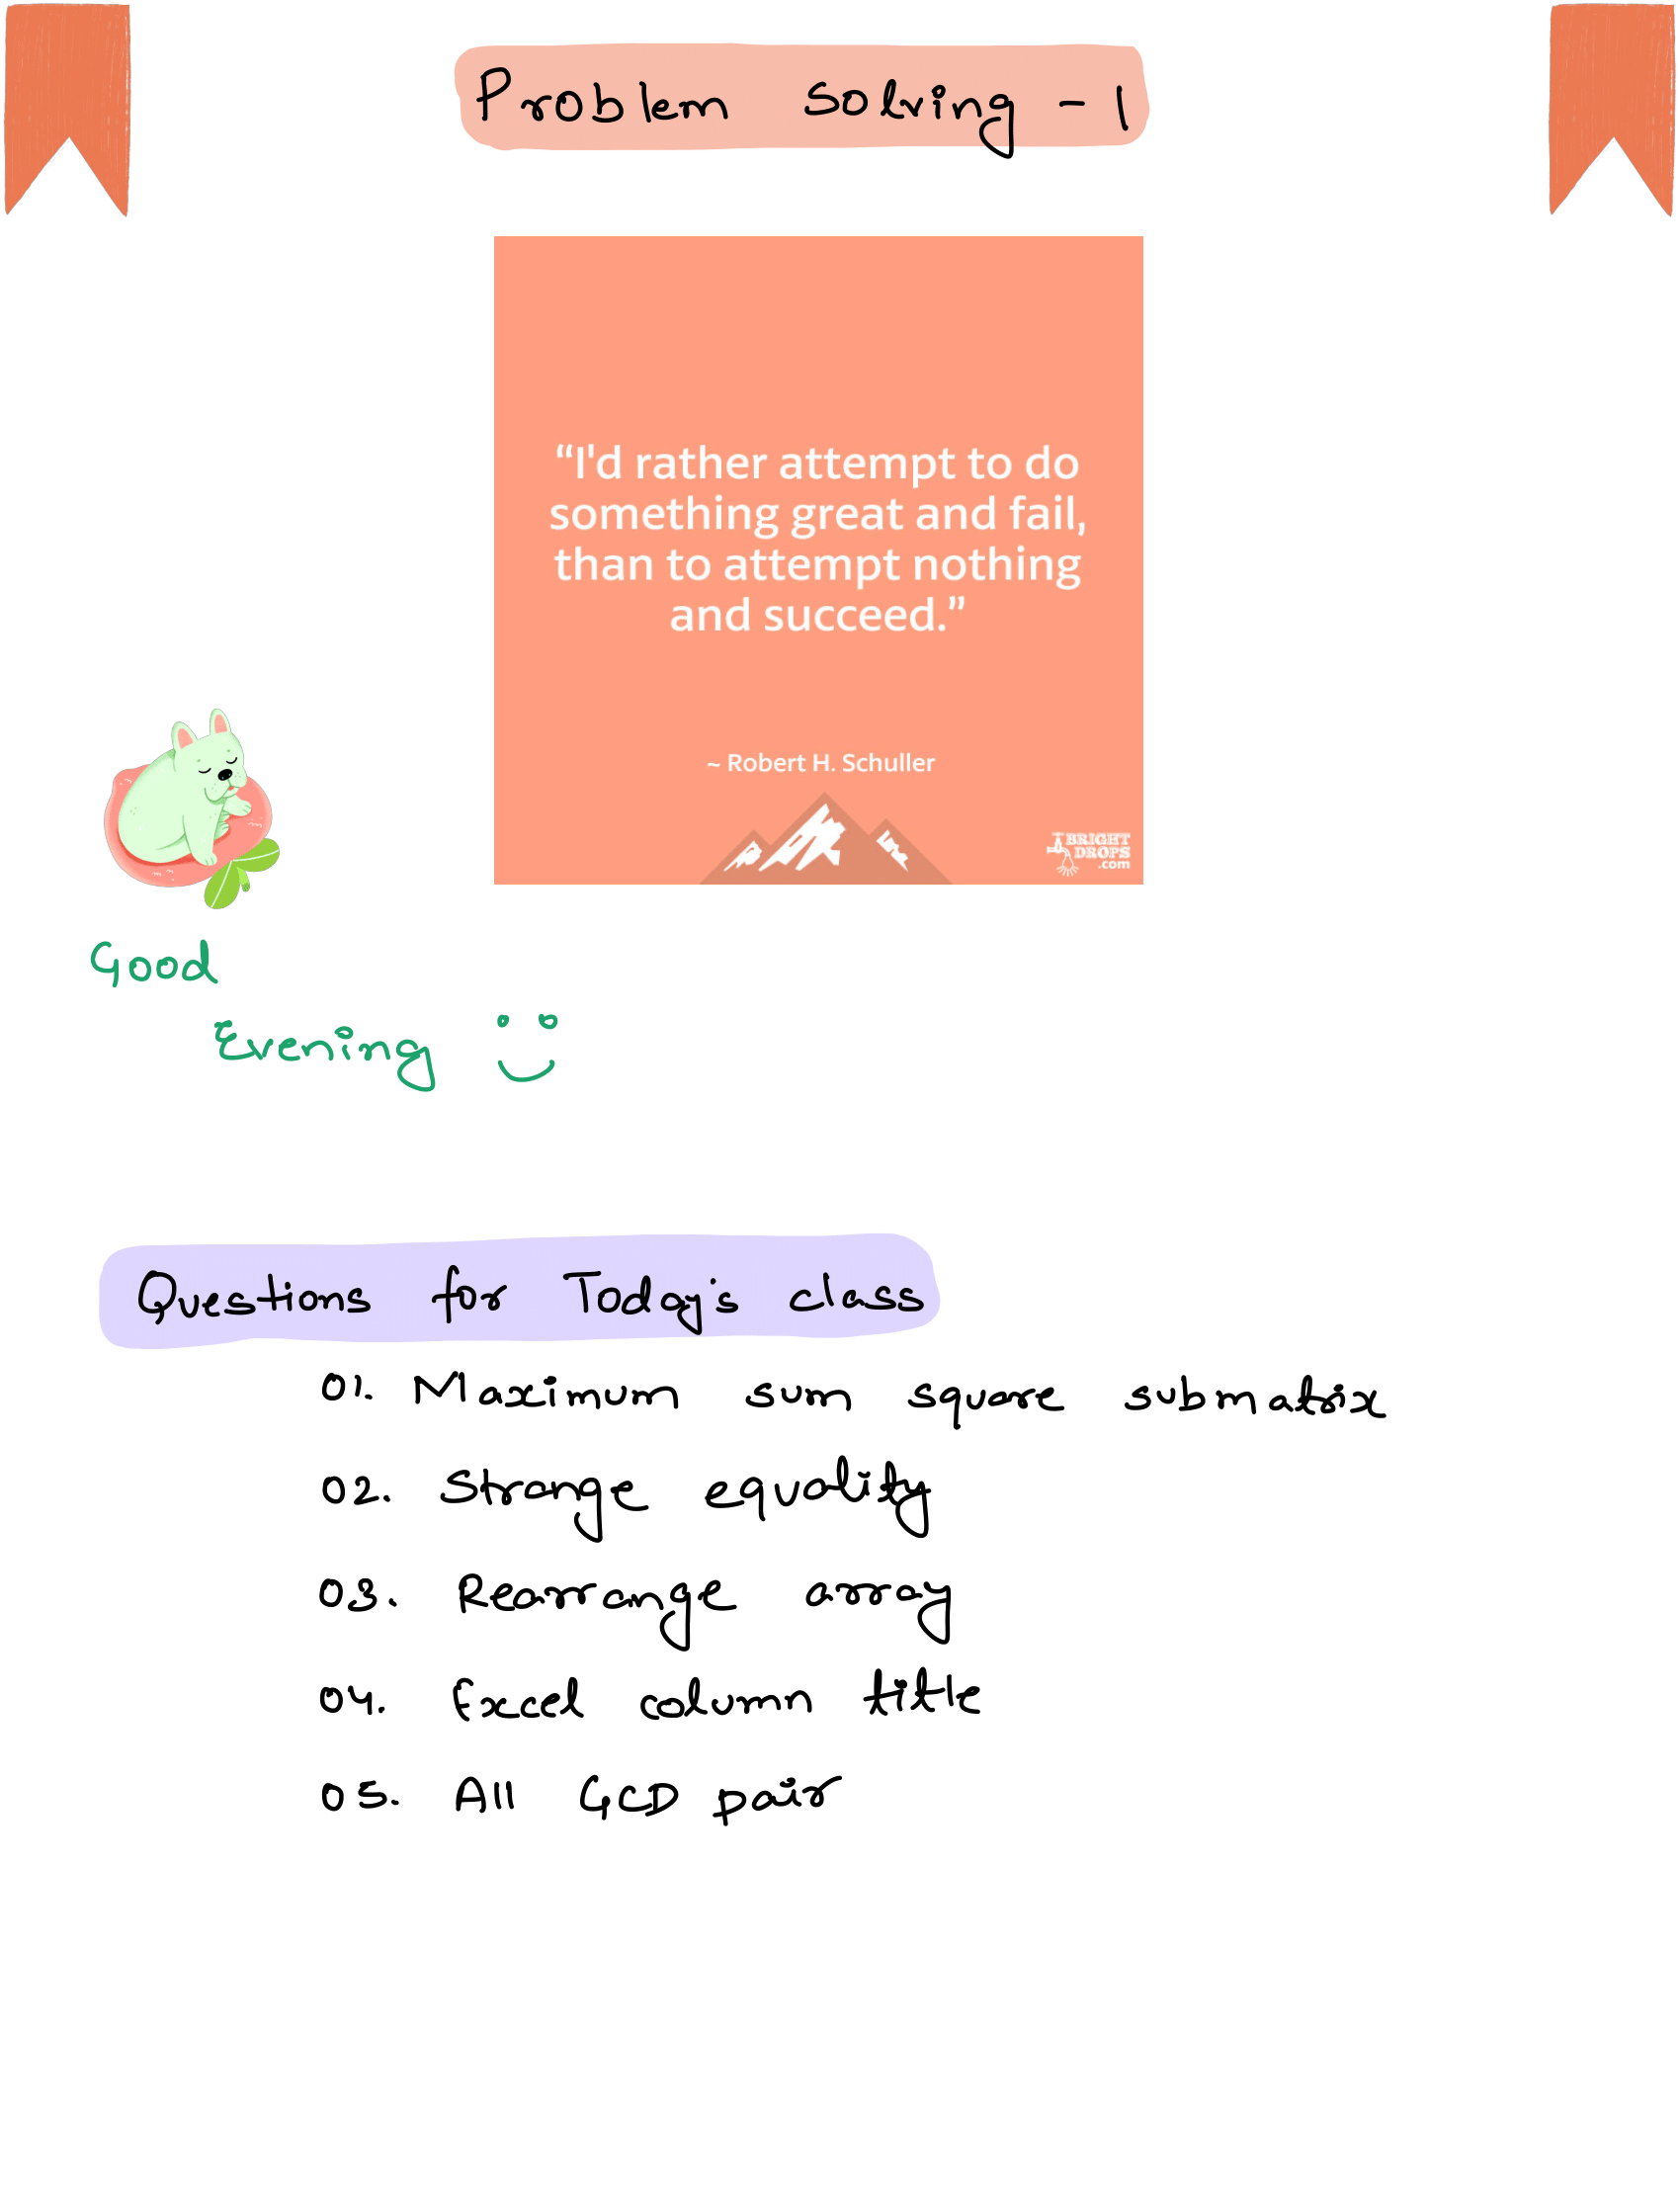 Problem Solving - 1
“I'd rather attempt to do
something great and fail,
than to attempt nothing
and succeed.”
~ Robert H. Schuller
BRIGHT
DROPS
.com
Good
Evening
Questions for Today's class
01. Maximum sum square submatrix
02. Strange equality
03. Rearrange array
04. Excel column title
05. All GCD pair